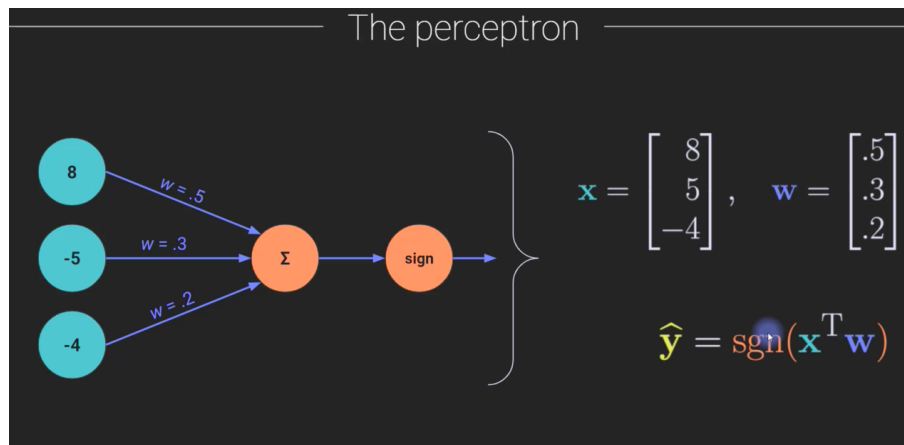 The perceptron
8
w = .5
-5
w = .3
-4
w = .2
Σ
sign
x = [8 5 -4], w = [.5 .3 .2]
ŷ = sgn(xᵀw)